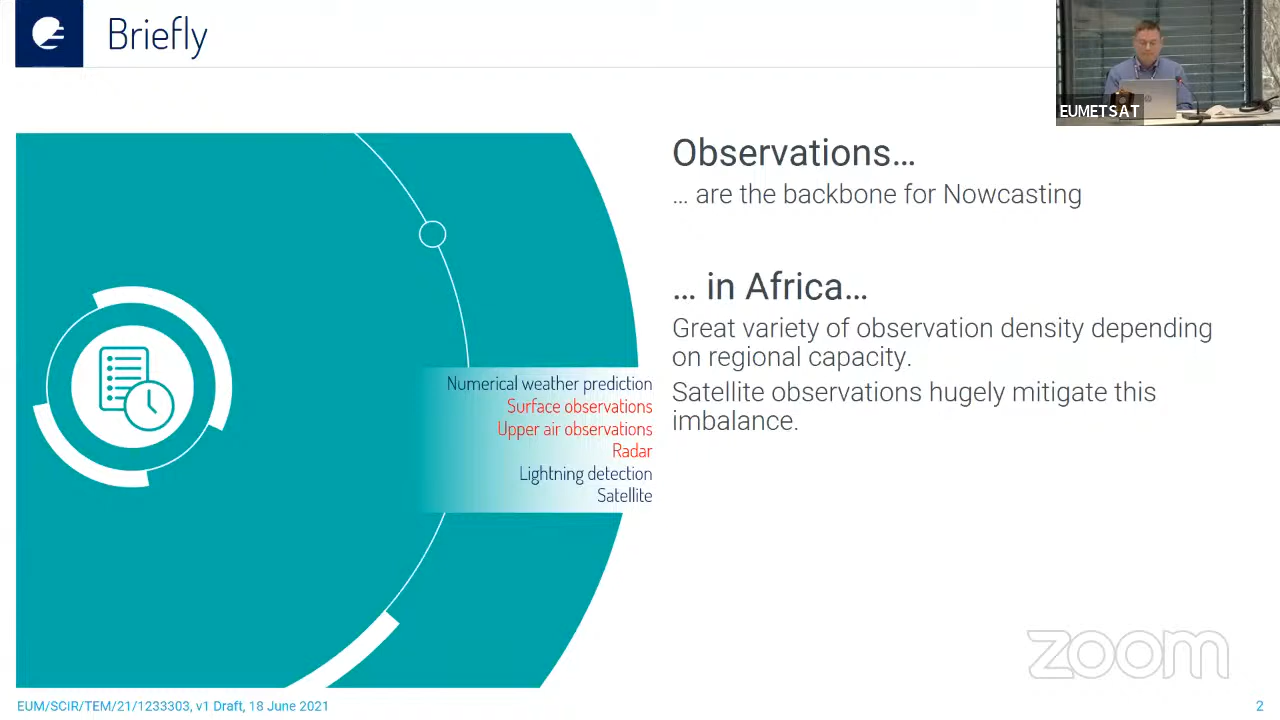 Briefly
EUMETSAT
Observations…
… are the backbone for Nowcasting
… in Africa…
Great variety of observation density depending
on regional capacity.
Satellite observations hugely mitigate this
imbalance.
Numerical weather prediction
Surface observations
Upper air observations
Radar
Lightning detection
Satellite
zoom
EUM/SCIR/TEM/21/1233303, v1 Draft, 18 June 2021
2